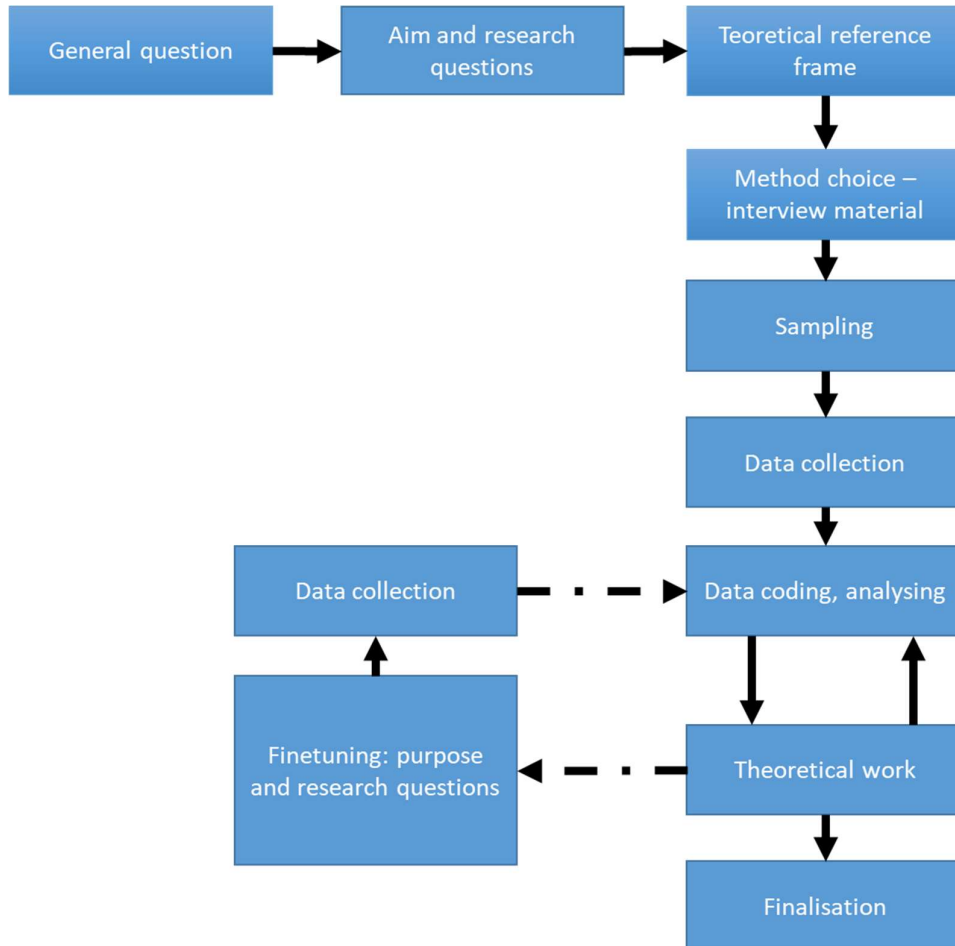 General question
Aim and research
questions
Teoretical reference
frame
Method choice –
interview material
Sampling
Data collection
Data collection
Data coding, analysing
Finetuning: purpose
and research questions
Theoretical work
Finalisation